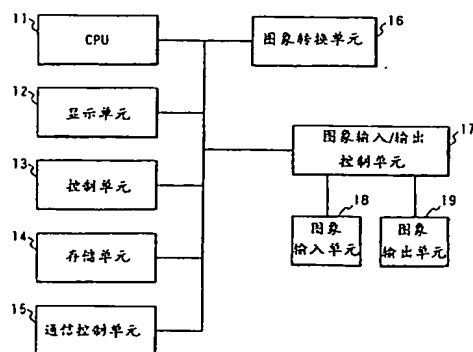 11
CPU
12
显示单元
13
控制单元
14
存储单元
15
通信控制单元
16
图象转换单元
17
图象输入/输出
控制单元
18
图象
输入单元
19
图象
输出单元